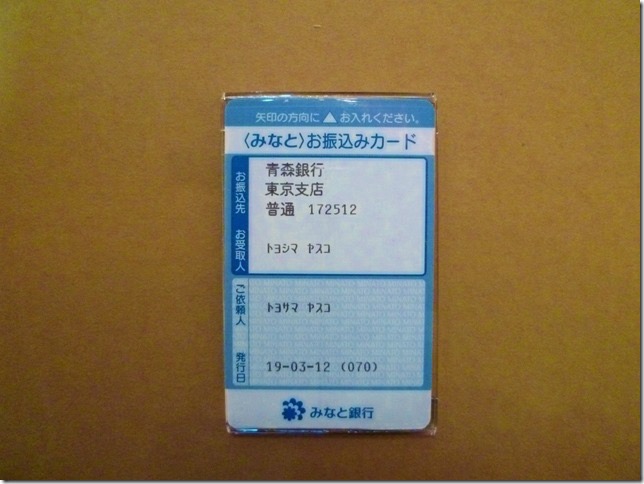 矢印の方向に▲お入れください。
〈みなと〉お振込みカード
お振込先
青森銀行
東京支店
普通 172512
お受取人
トヨシマ ヤスコ
ご依頼人
トヨサマ ヤスコ
発行日
19-03-12 (070)
みなと銀行